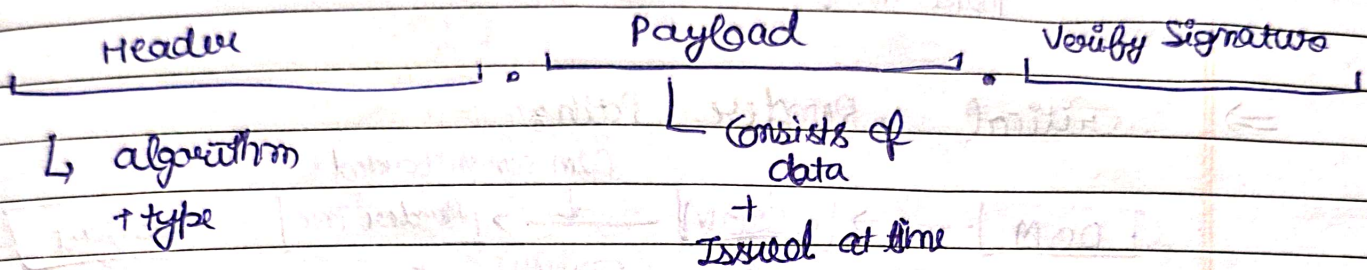 Header . Payload . Verify Signature
↳ algorithm
+ type
Consists of
data
+
Issued at time